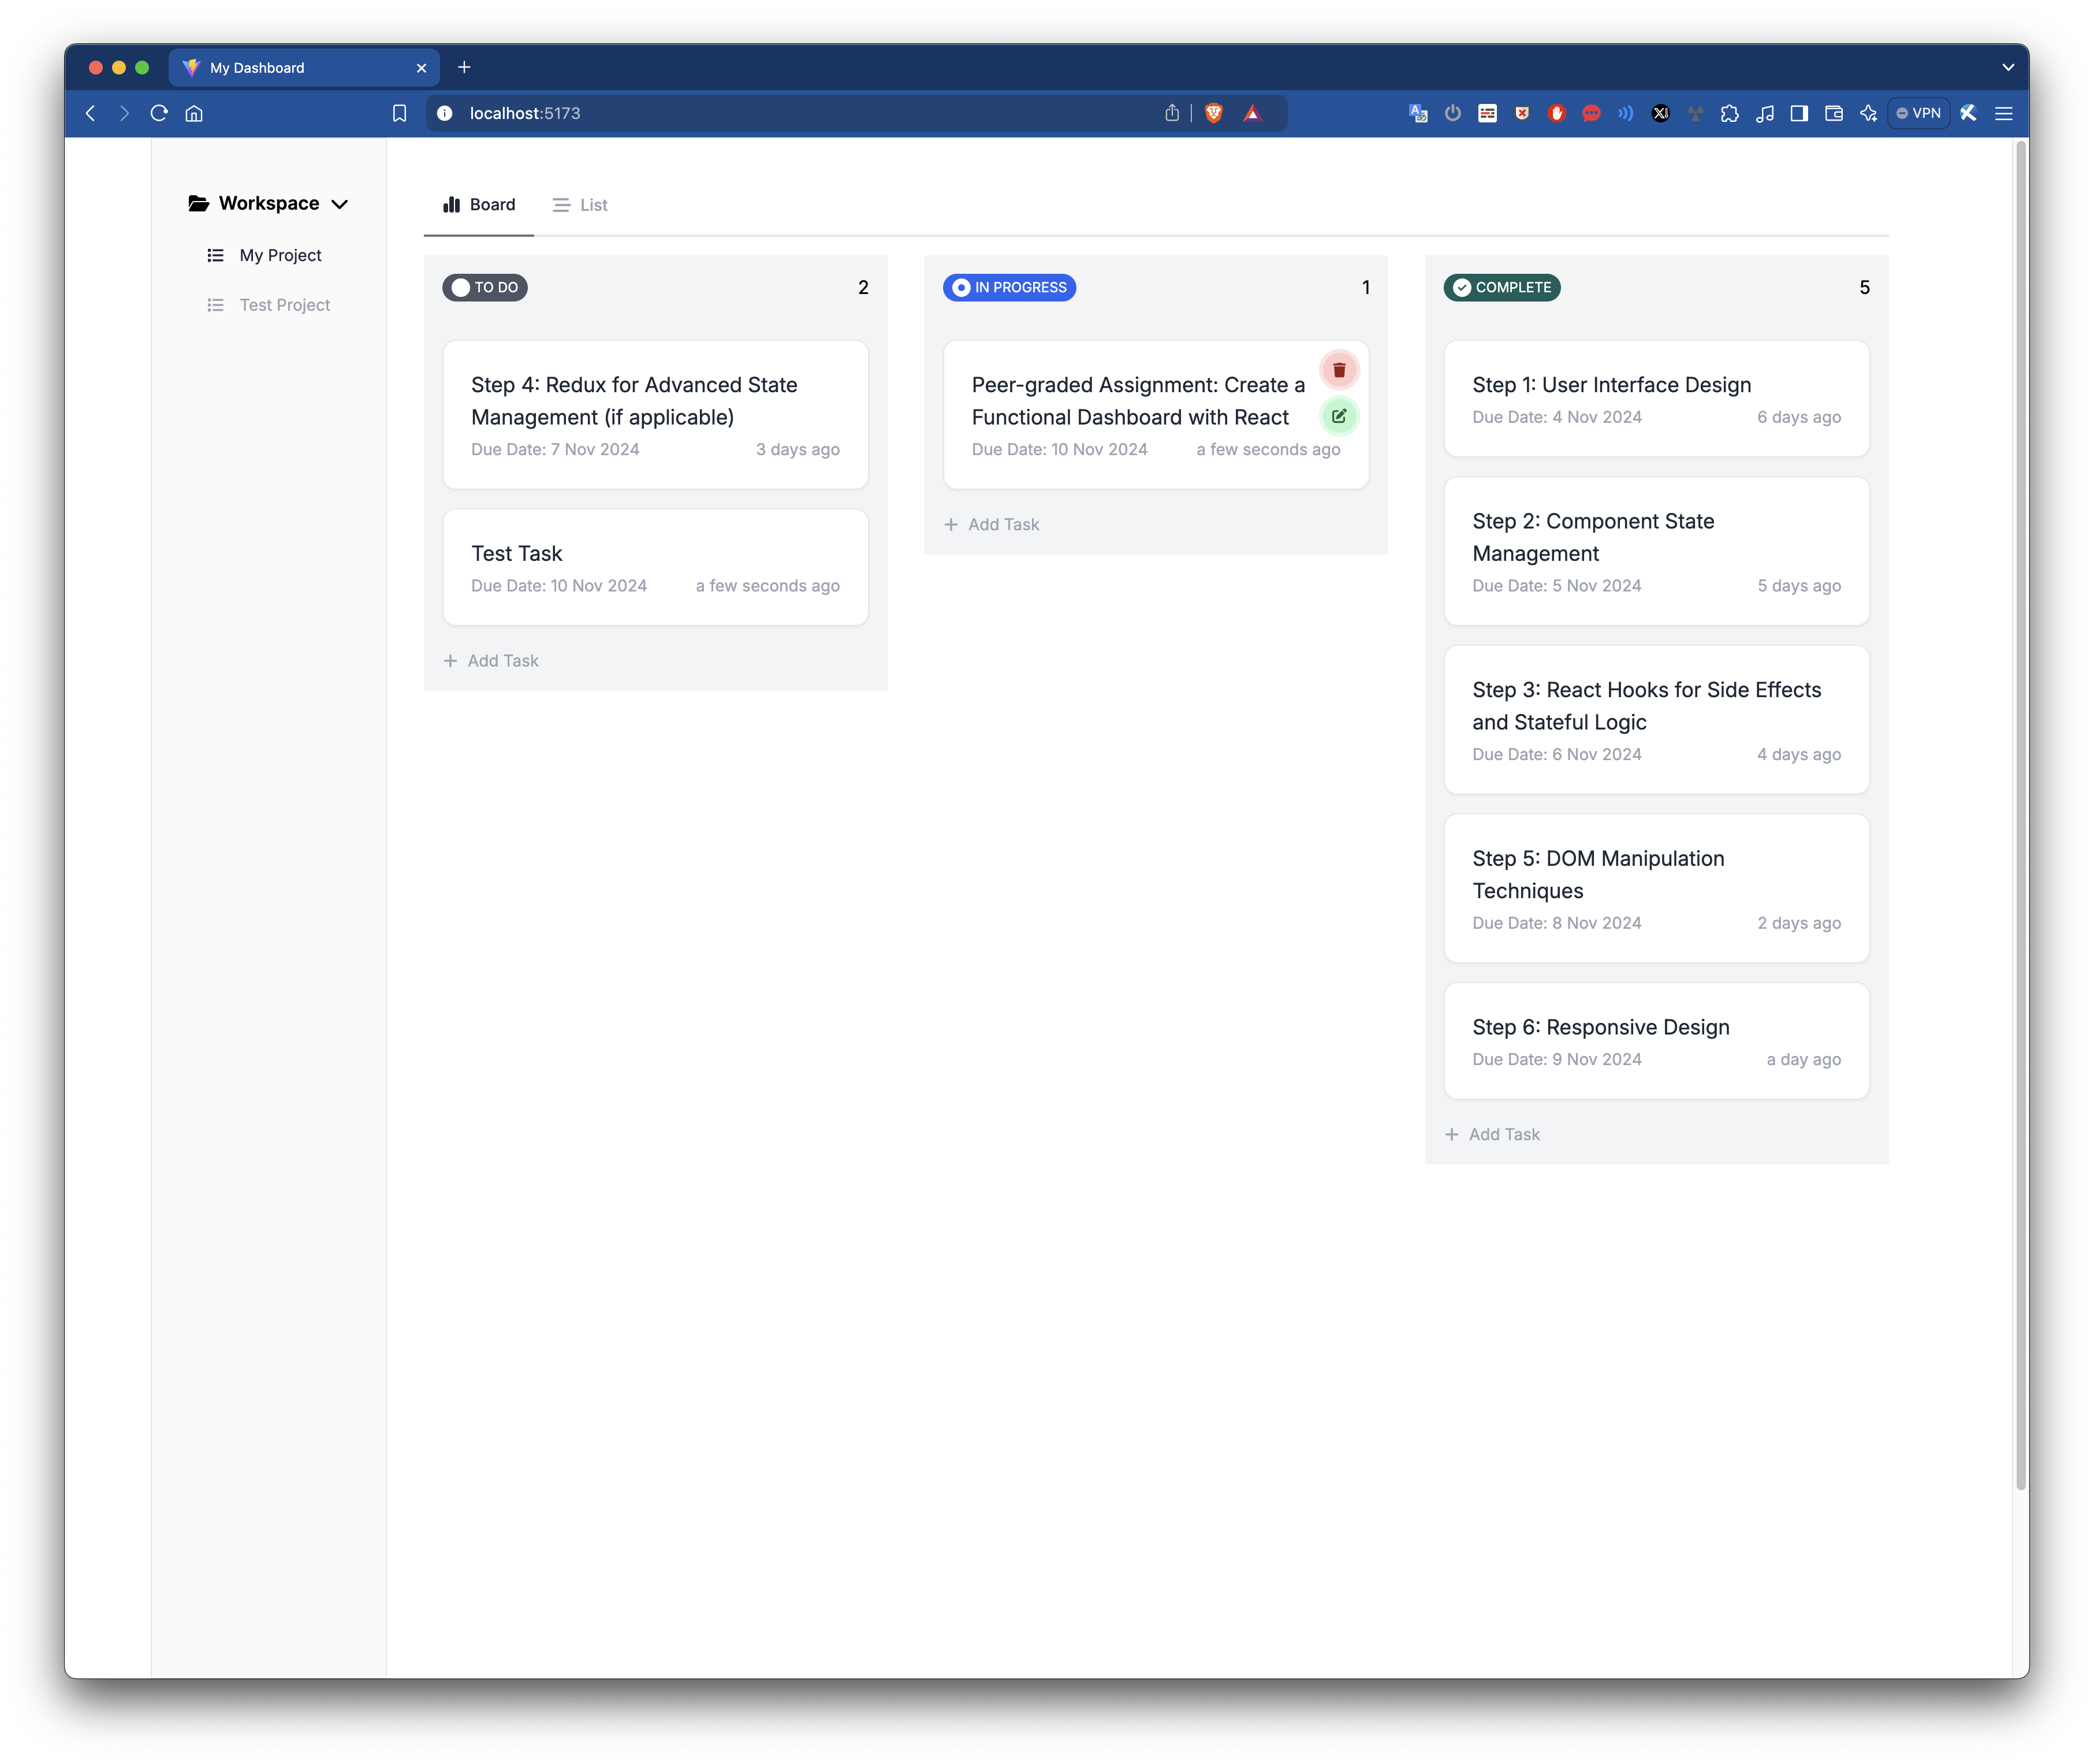 My Dashboard
localhost:5173
VPN
Workspace
My Project
Test Project
Board
List
TO DO
2
Step 4: Redux for Advanced State
Management (if applicable)
Due Date: 7 Nov 2024
3 days ago
Test Task
Due Date: 10 Nov 2024
a few seconds ago
+ Add Task
IN PROGRESS
1
Peer-graded Assignment: Create a
Functional Dashboard with React
Due Date: 10 Nov 2024
a few seconds ago
+ Add Task
COMPLETE
5
Step 1: User Interface Design
Due Date: 4 Nov 2024
6 days ago
Step 2: Component State
Management
Due Date: 5 Nov 2024
5 days ago
Step 3: React Hooks for Side Effects
and Stateful Logic
Due Date: 6 Nov 2024
4 days ago
Step 5: DOM Manipulation
Techniques
Due Date: 8 Nov 2024
2 days ago
Step 6: Responsive Design
Due Date: 9 Nov 2024
a day ago
+ Add Task